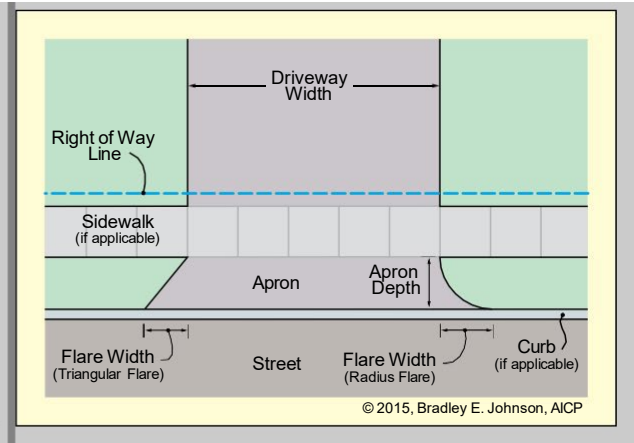 Driveway
Width
Right of Way
Line
Sidewalk
(if applicable)
Apron
Apron
Depth
Flare Width
(Triangular Flare)
Street
Flare Width
(Radius Flare)
Curb
(if applicable)
© 2015, Bradley E. Johnson, AICP